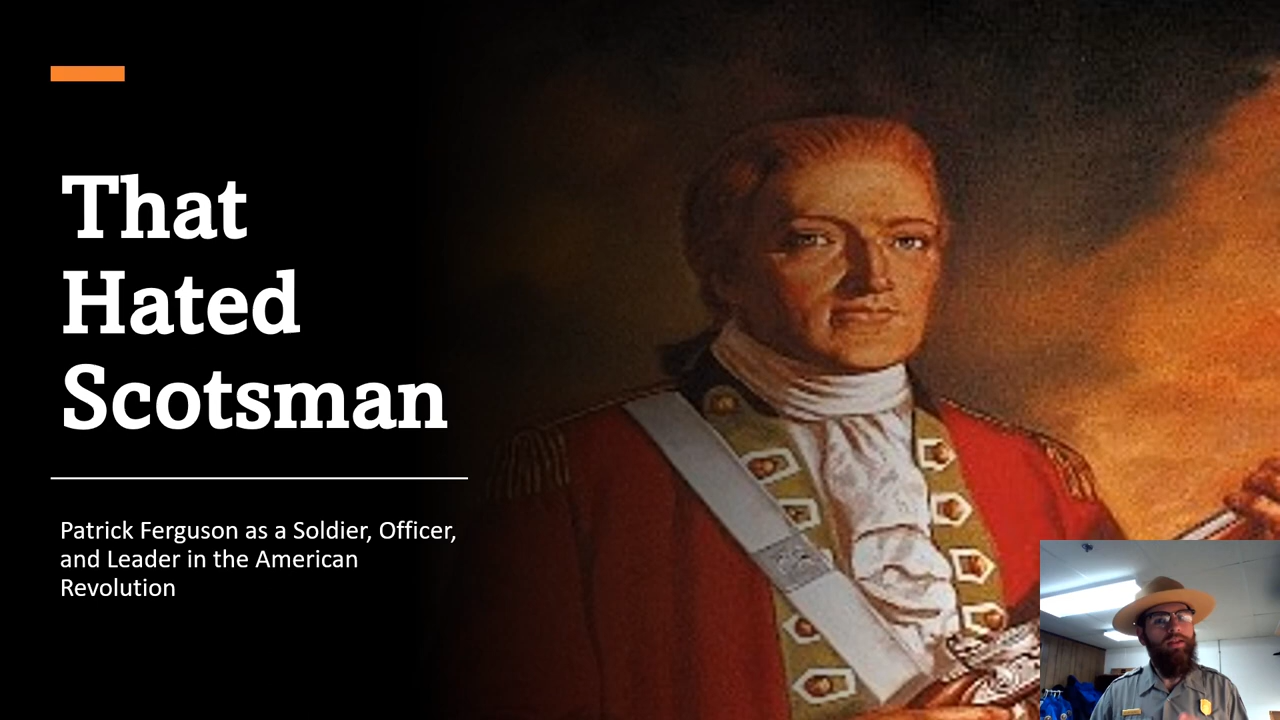 That
Hated
Scotsman
Patrick Ferguson as a Soldier, Officer,
and Leader in the American
Revolution